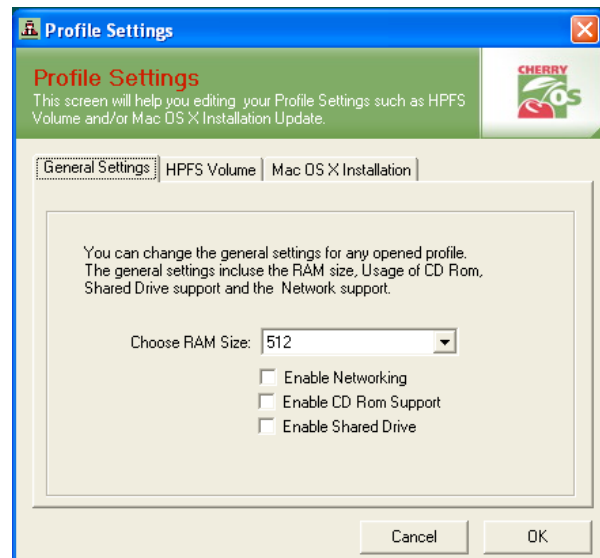 Profile Settings
Profile Settings
This screen will help you editing your Profile Settings such as HPFS
Volume and/or Mac OS X Installation Update.
CHERRY
OS
General Settings
HPFS Volume
Mac OS X Installation
You can change the general settings for any opened profile.
The general settings incluse the RAM size, Usage of CD Rom,
Shared Drive support and the Network support.
Choose RAM Size: 512
Enable Networking
Enable CD Rom Support
Enable Shared Drive
Cancel
OK